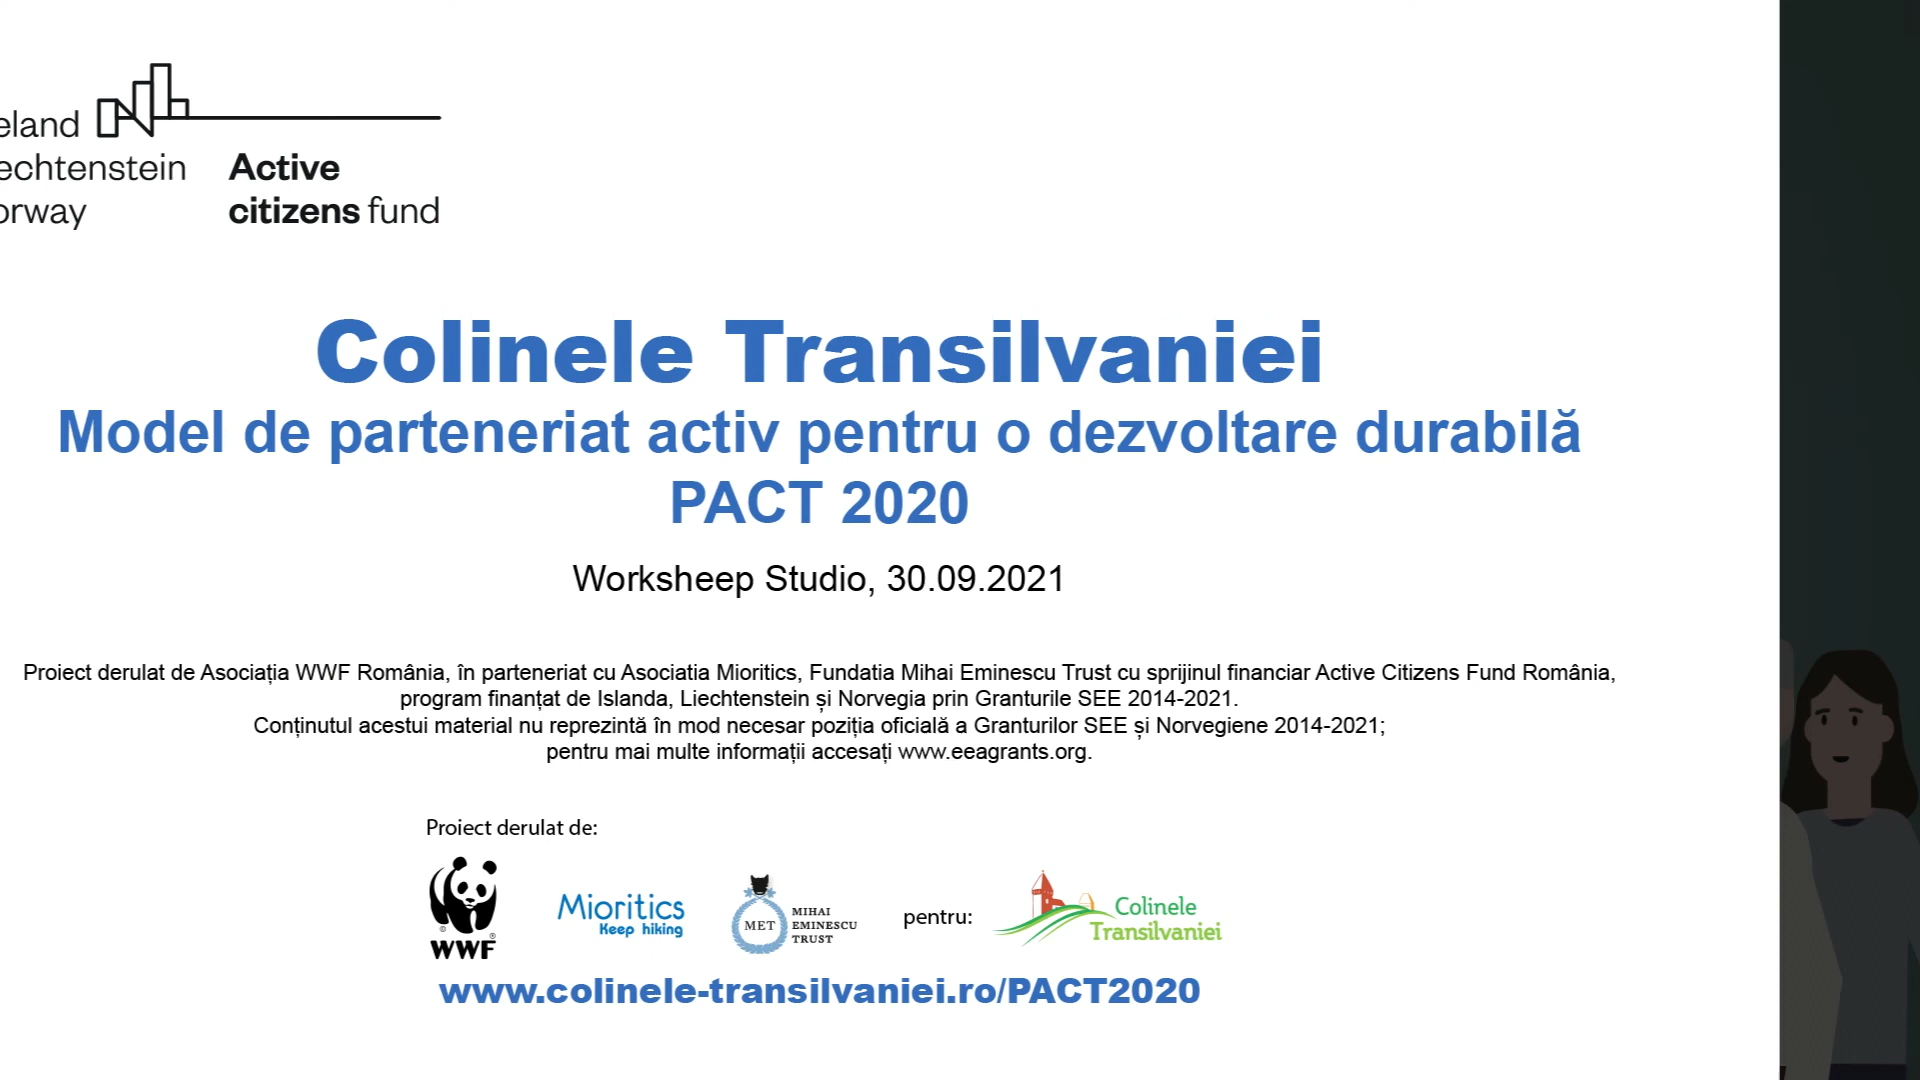 eland
echtenstein
orway
Active
citizens fund
Colinele Transilvaniei
Model de parteneriat activ pentru o dezvoltare durabilă
PACT 2020
Worksheep Studio, 30.09.2021
Proiect derulat de Asociația WWF România, în parteneriat cu Asociatia Mioritics, Fundatia Mihai Eminescu Trust cu sprijinul financiar Active Citizens Fund România,
program finanțat de Islanda, Liechtenstein și Norvegia prin Granturile SEE 2014-2021.
Conținutul acestui material nu reprezintă în mod necesar poziția oficială a Granturilor SEE și Norvegiene 2014-2021;
pentru mai multe informații accesați www.eeagrants.org.
Proiect derulat de:
WWF
Mioritics
Keep hiking
MET
MIHAI
EMINESCU
TRUST
pentru:
Colinele
Transilvaniei
www.colinele-transilvaniei.ro/PACT2020